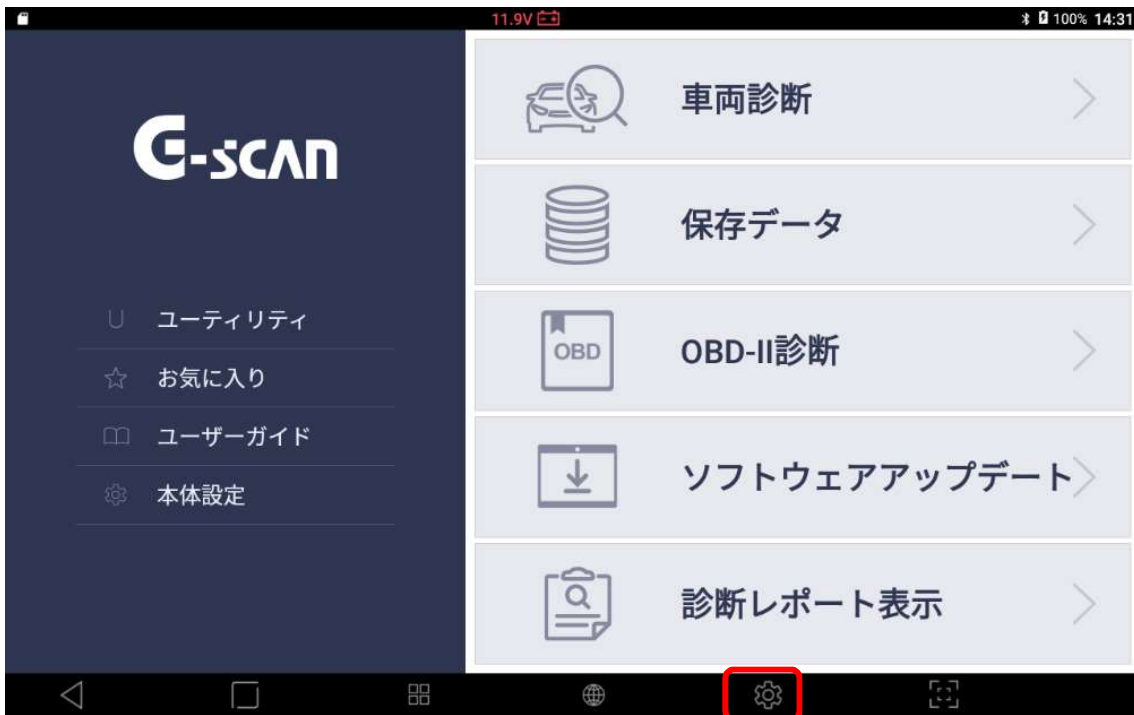 11.9V
100% 14:31
G-scan
U ユーティリティ
お気に入り
ユーザーガイド
本体設定
車両診断
保存データ
OBD
OBD-II診断
ソフトウェアアップデート
診断レポート表示